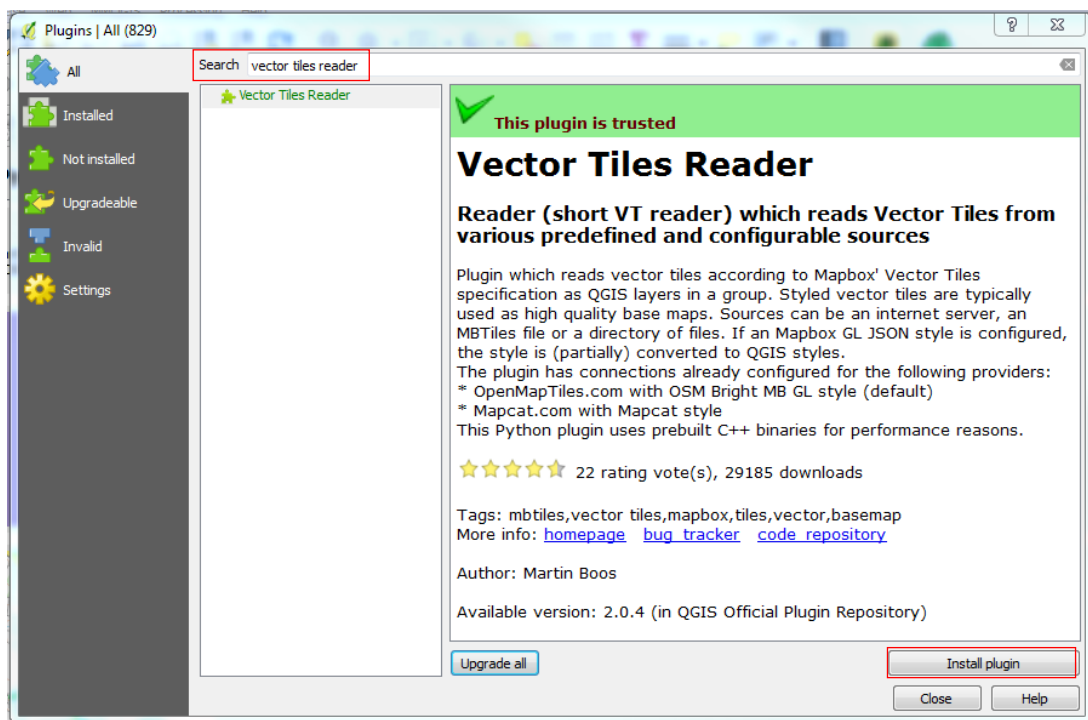 Plugins | All (829)
All
Installed
Not installed
Upgradeable
Invalid
Settings
Search vector tiles reader
Vector Tiles Reader
This plugin is trusted
Vector Tiles Reader
Reader (short VT reader) which reads Vector Tiles from
various predefined and configurable sources
Plugin which reads vector tiles according to Mapbox' Vector Tiles
specification as QGIS layers in a group. Styled vector tiles are typically
used as high quality base maps. Sources can be an internet server, an
MBTiles file or a directory of files. If an Mapbox GL JSON style is configured,
the style is (partially) converted to QGIS styles.
The plugin has connections already configured for the following providers:
* OpenMapTiles.com with OSM Bright MB GL style (default)
* Mapcat.com with Mapcat style
This Python plugin uses prebuilt C++ binaries for performance reasons.
22 rating vote(s), 29185 downloads
Tags: mbtiles,vector tiles,mapbox,tiles,vector,basemap
More info: homepage bug tracker code repository
Author: Martin Boos
Available version: 2.0.4 (in QGIS Official Plugin Repository)
Upgrade all
Install plugin
Close
Help